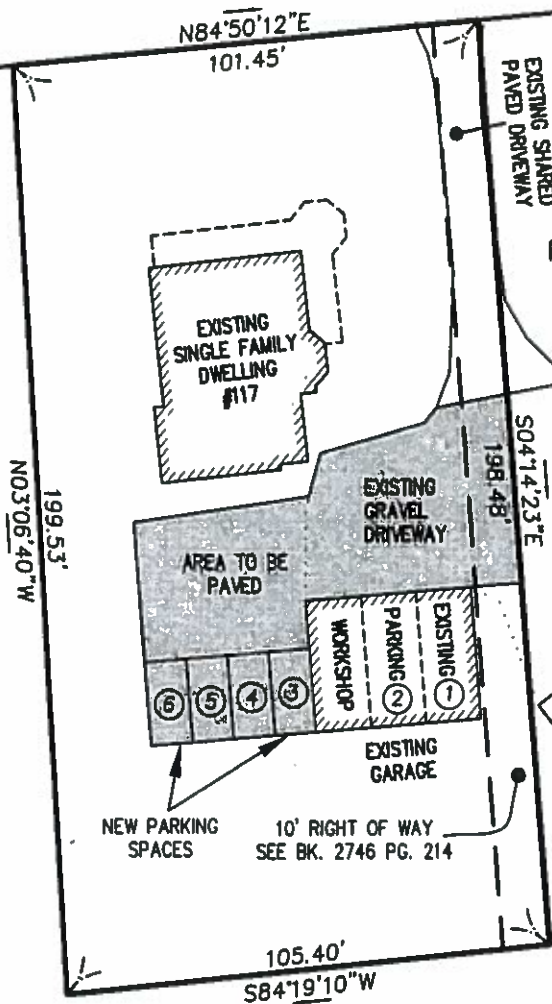 N84°50'12"E
101.45'
EXISTING SHARED
PAVED DRIVEWAY
EXISTING
SINGLE FAMILY
DWELLING
#117
S04°14'23"E
198.48'
199.53'
N03°06'40"W
EXISTING
GRAVEL
DRIVEWAY
AREA TO BE
PAVED
WORKSHOP
PARKING
EXISTING
2
1
6
5
4
3
EXISTING
GARAGE
NEW PARKING
SPACES
10' RIGHT OF WAY
SEE BK. 2746 PG. 214
105.40'
S84°19'10"W